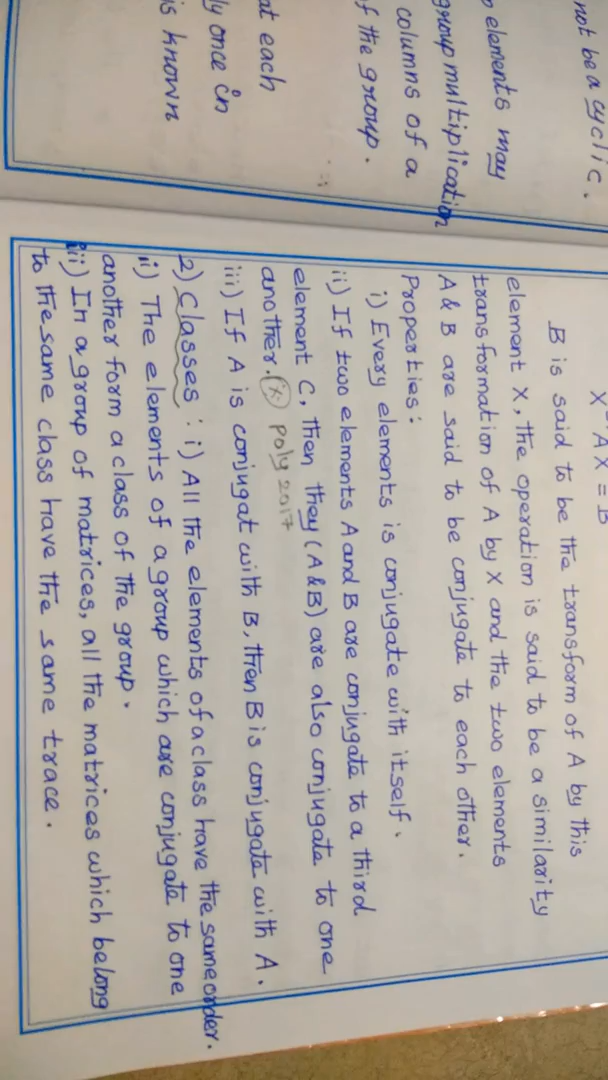 not be a cyclic.
elements may
group multiplication
columns of a
of the group.
at each
ly once in
is known
X⁻ A X = B
B is said to be the transform of A by this
element X, the operation is said to be a similarity
transformation of A by X and the two elements
A & B are said to be conjugate to each other.
Properties:
i) Every elements is conjugate with itself.
ii) If two elements A and B are conjugate to a third
element C, then they (A & B) are also conjugate to one
another. (*) poly 2017
iii) If A is conjugat with B, then B is conjugate with A.
2) Classes : i) All the elements of a class have the same order.
ii) The elements of a group which are conjugate to one
another form a class of the group.
iii) In a group of matrices, all the matrices which belong
to the same class have the same trace.